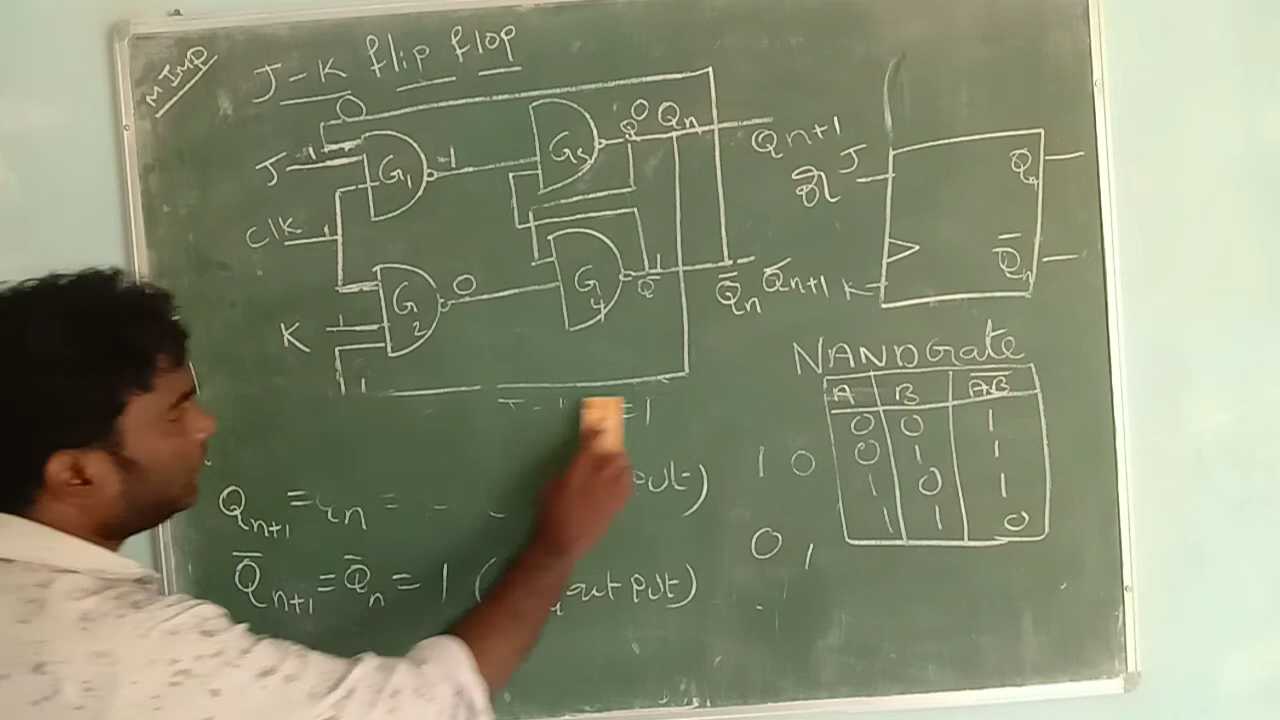 M IMP
J-K flip flop
0
J 1 G1 1 G3 Q 0 Qn Qn+1
J Qn
Clk 1
Q̅n
K 1 G2 0 G4 Q̅ 1 Q̅n Q̅n+1 K
1
NAND Gate
A B A̅B̅
0 0 1
0 1 1
1 0 1
1 1 0
1 0
0 1
= 1
Qn+1 = put)
Q̅n+1 = Q̅n = 1 ( output)